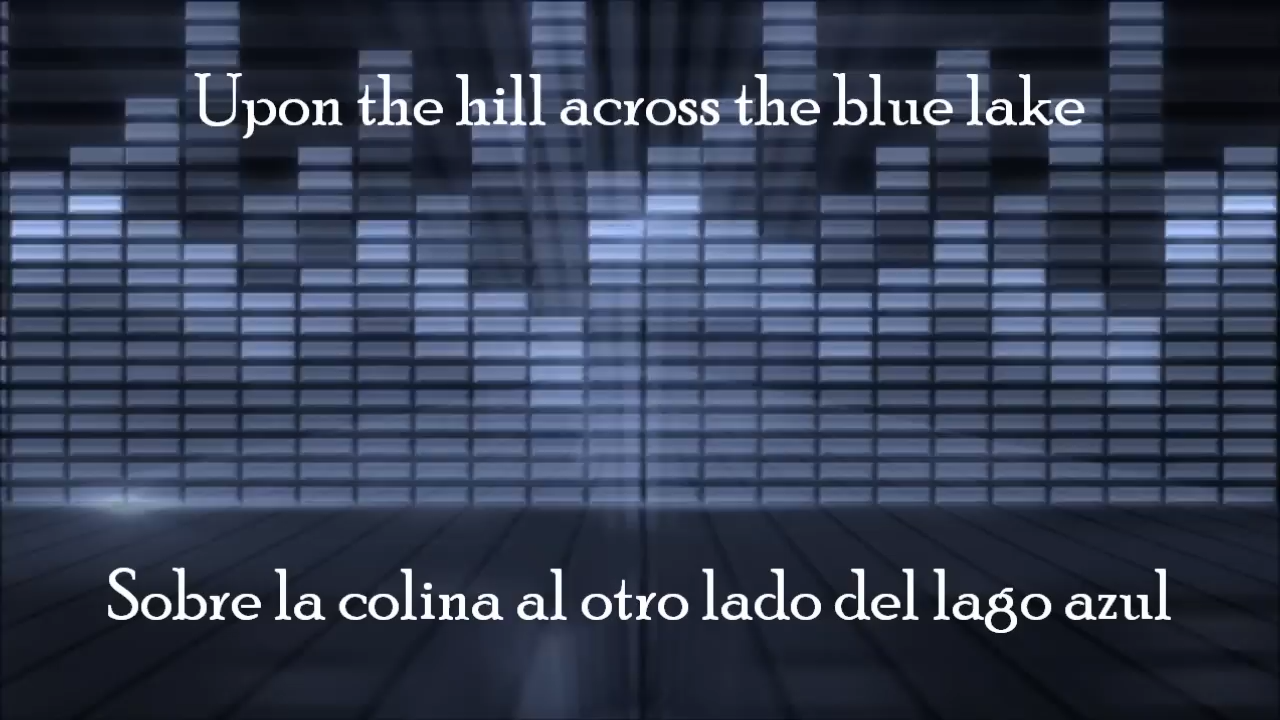 Upon the hill across the blue lake
Sobre la colina al otro lado del lago azul